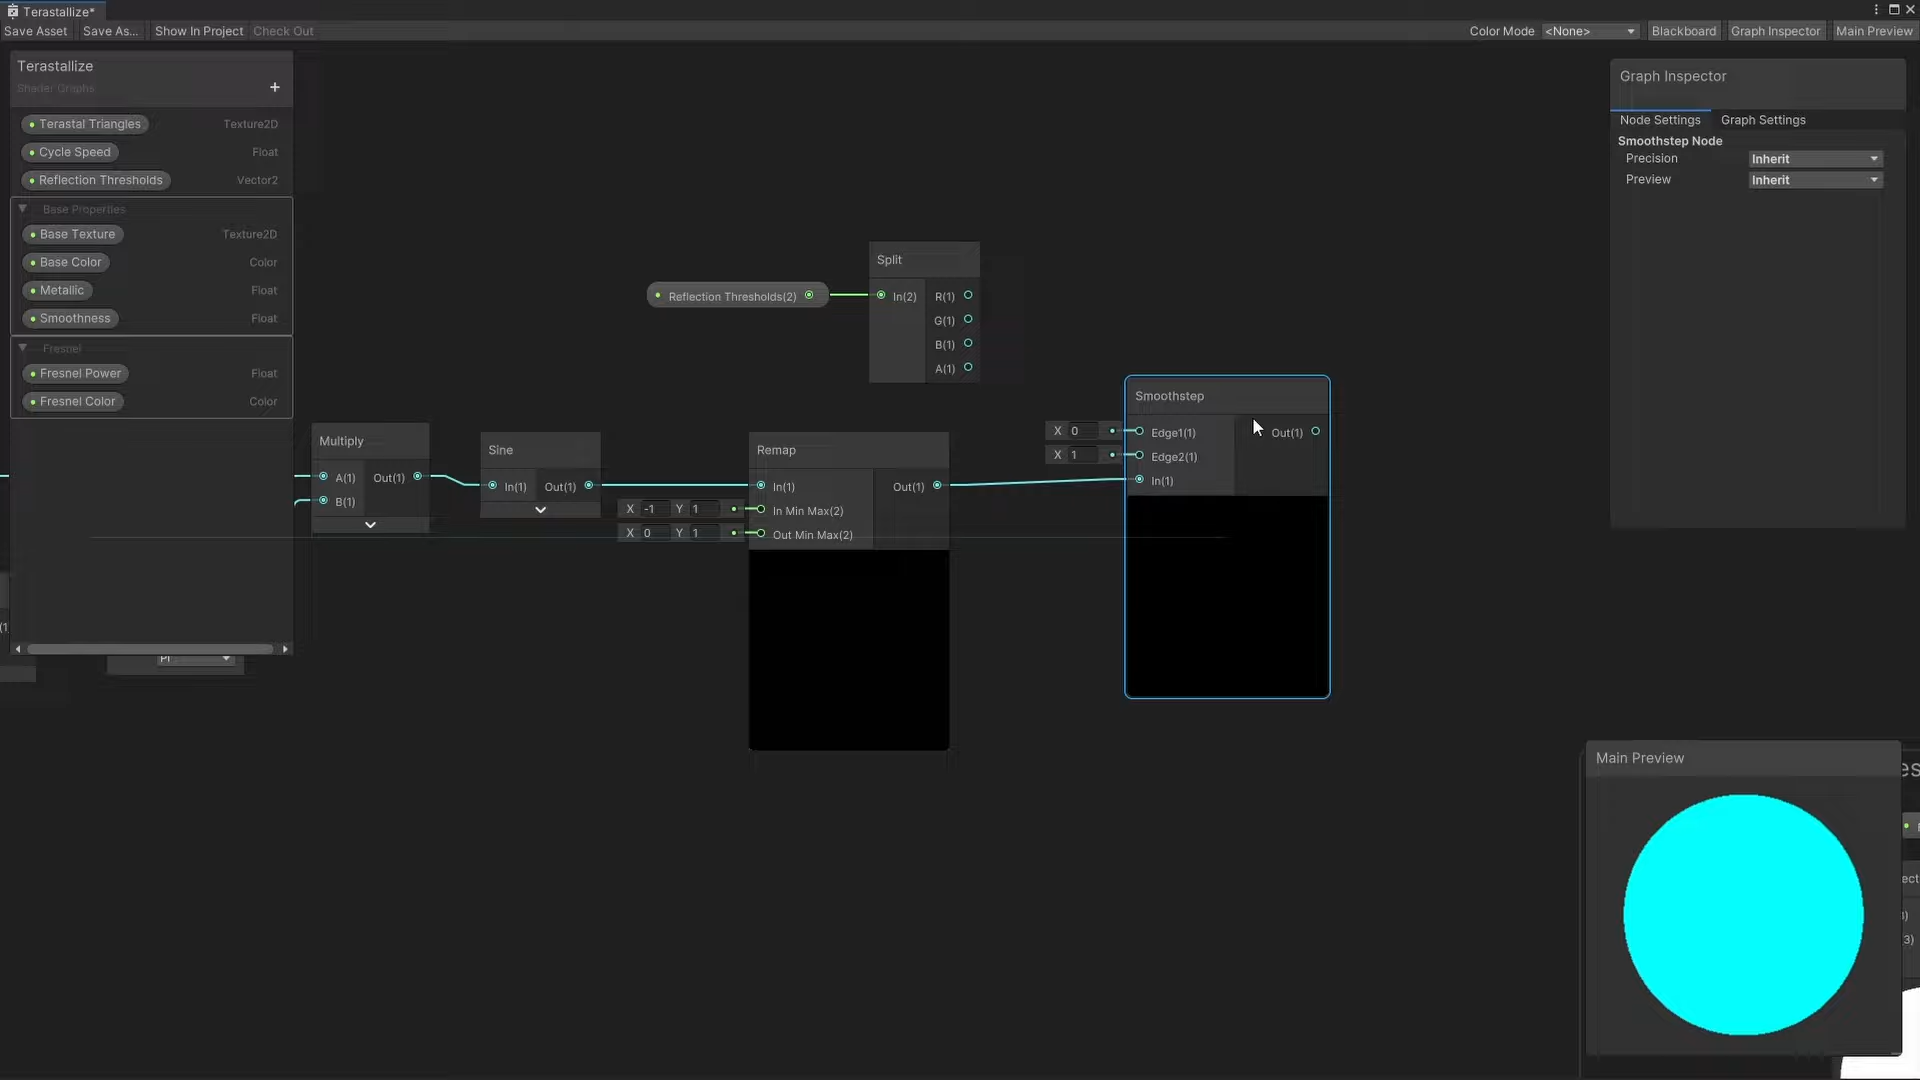 Terastallize*
Save Asset Save As... Show In Project Check Out Color Mode <None> Blackboard Graph Inspector Main Preview
Terastallize
Shader Graphs
+
Terastal Triangles Texture2D
Cycle Speed Float
Reflection Thresholds Vector2
Base Properties
Base Texture Texture2D
Base Color Color
Metallic Float
Smoothness Float
Fresnel
Fresnel Power Float
Fresnel Color Color
Graph Inspector
Node Settings Graph Settings
Smoothstep Node
Precision Inherit
Preview Inherit
Split
Reflection Thresholds(2) In(2) R(1)
G(1)
B(1)
A(1)
Multiply
A(1) Out(1)
B(1)
Sine
In(1) Out(1)
Remap
In(1) Out(1)
X -1 Y 1 In Min Max(2)
X 0 Y 1 Out Min Max(2)
Smoothstep
X 0 Edge1(1) Out(1)
X 1 Edge2(1)
In(1)
PI
Main Preview